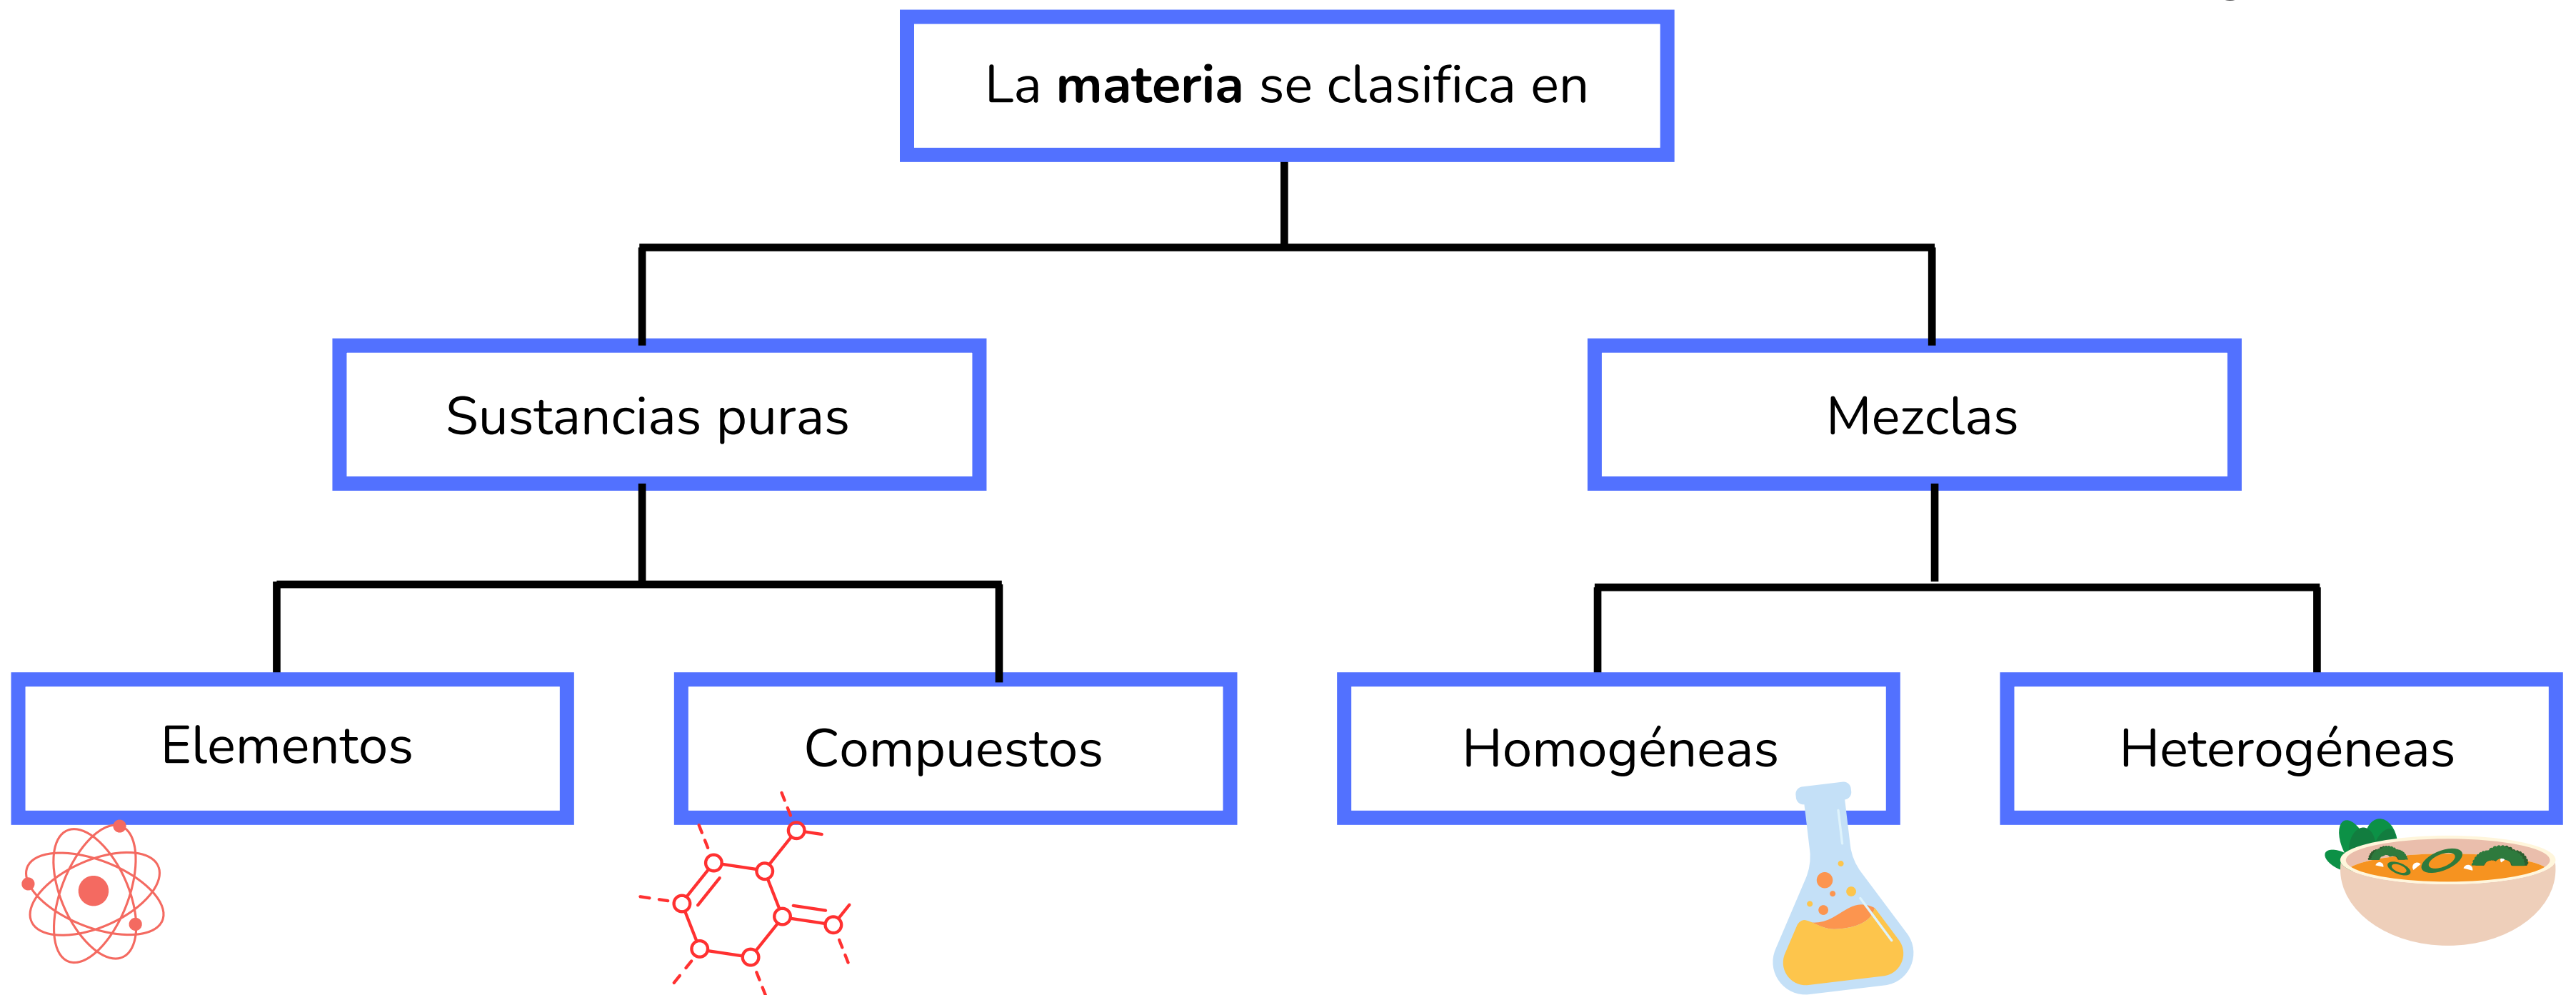 La materia se clasifica en
Sustancias puras
Mezclas
Elementos
Compuestos
Homogéneas
Heterogéneas